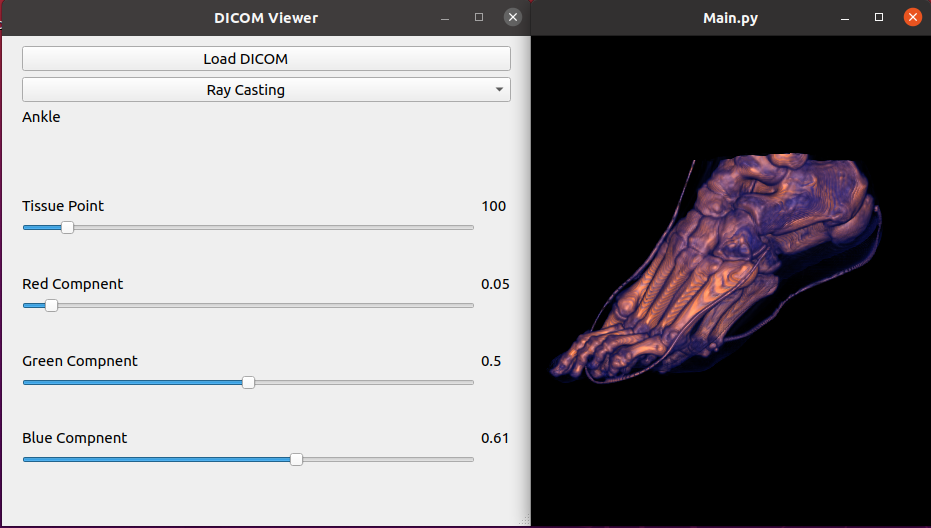 DICOM Viewer
Main.py
Load DICOM
Ray Casting
Ankle
Tissue Point 100
Red Compnent 0.05
Green Compnent 0.5
Blue Compnent 0.61